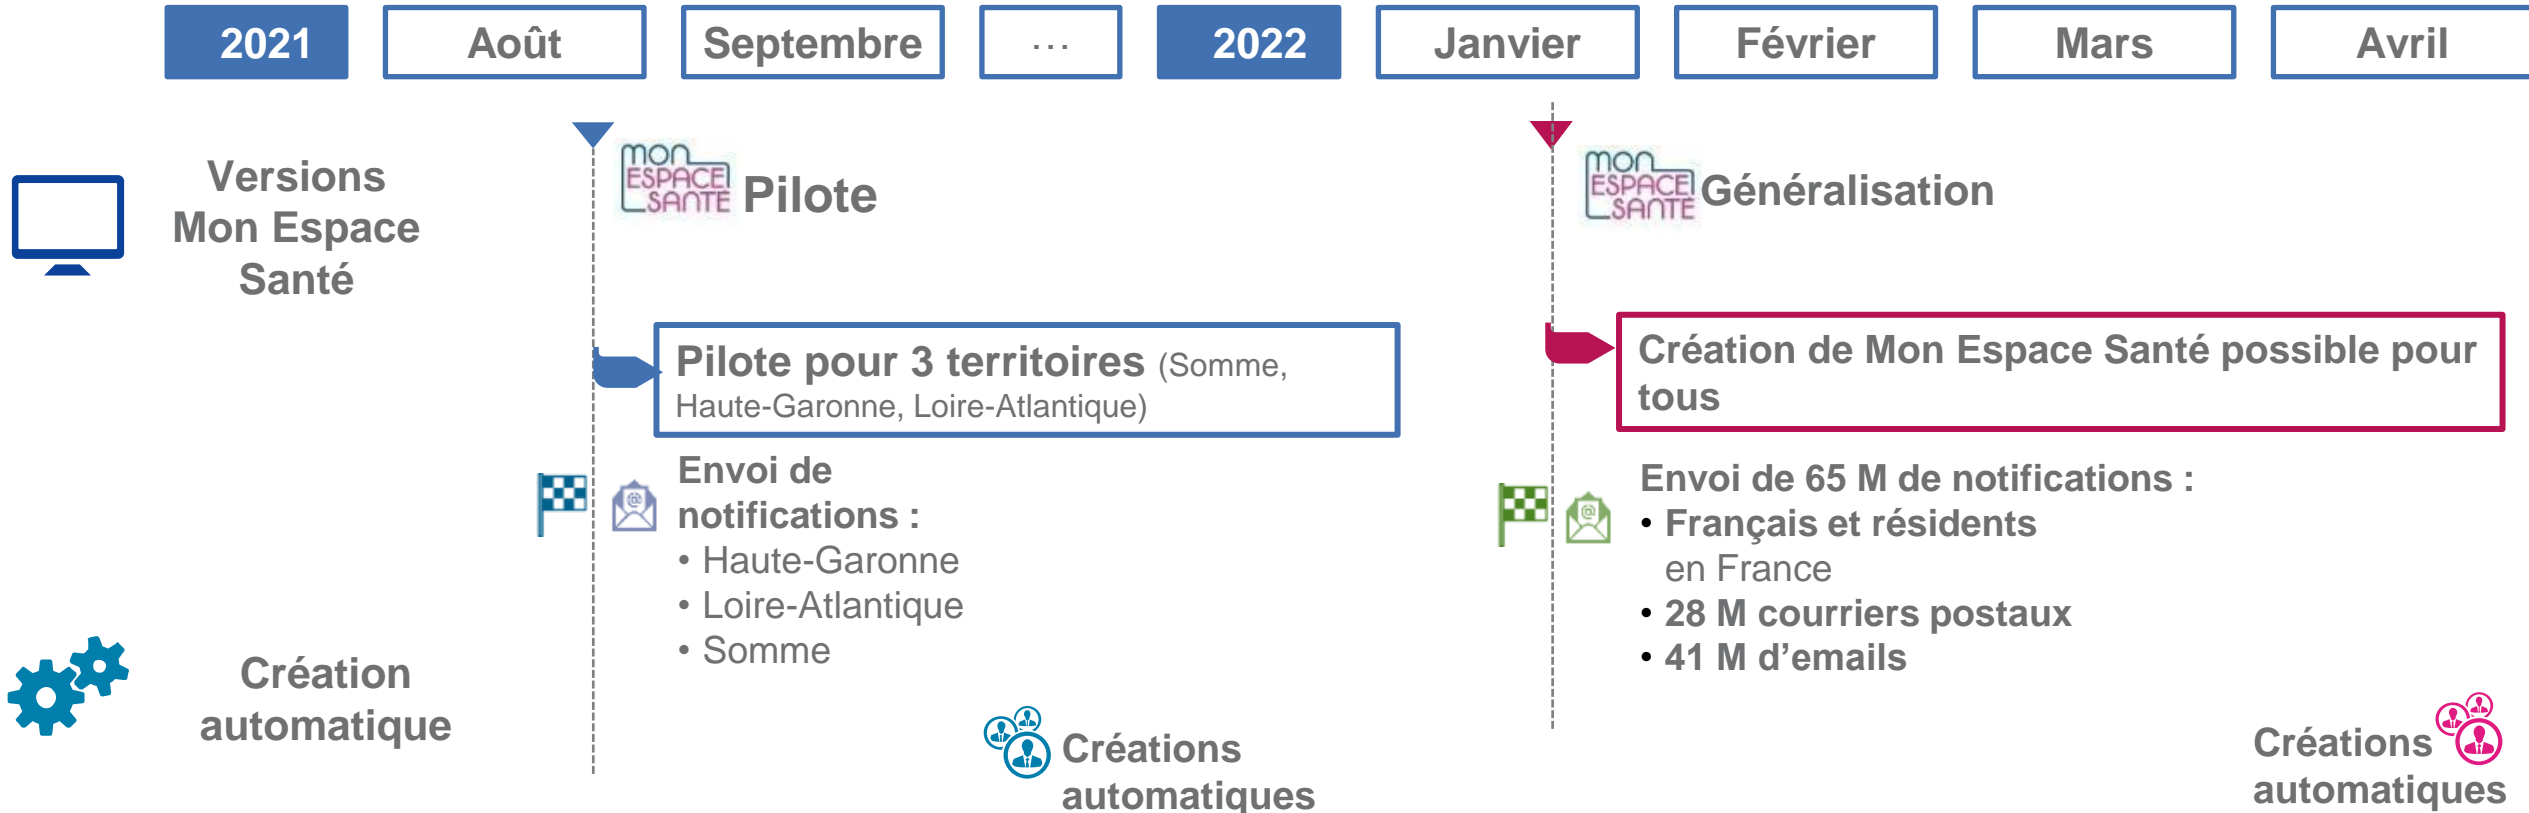 2021 Août Septembre ... 2022 Janvier Février Mars Avril
Versions
Mon Espace
Santé
mon
ESPACE
SANTÉ
Pilote
mon
ESPACE
SANTÉ
Généralisation
Pilote pour 3 territoires (Somme,
Haute-Garonne, Loire-Atlantique)
Création de Mon Espace Santé possible pour
tous
Envoi de
notifications :
• Haute-Garonne
• Loire-Atlantique
• Somme
Envoi de 65 M de notifications :
• Français et résidents
en France
• 28 M courriers postaux
• 41 M d’emails
Création
automatique
Créations
automatiques
Créations
automatiques